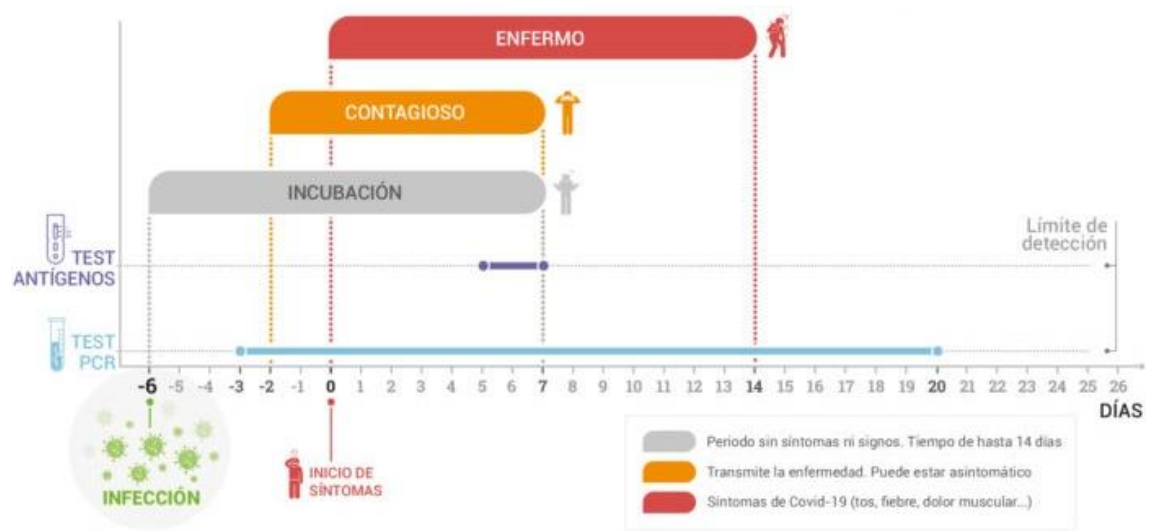 ENFERMO
CONTAGIOSO
INCUBACIÓN
Límite de
detección
TEST
ANTÍGENOS
TEST
PCR
-6 -5 -4 -3 -2 -1 0 1 2 3 4 5 6 7 8 9 10 11 12 13 14 15 16 17 18 19 20 21 22 23 24 25 26
DÍAS
INFECCIÓN
INICIO DE
SÍNTOMAS
Periodo sin síntomas ni signos. Tiempo de hasta 14 días
Transmite la enfermedad. Puede estar asintomático
Síntomas de Covid-19 (tos, fiebre, dolor muscular...)